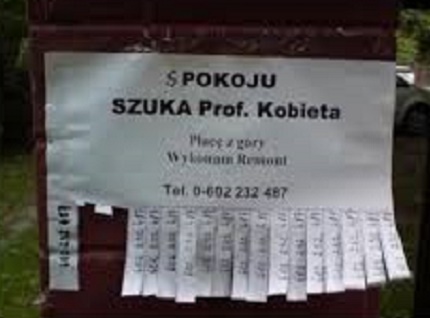 Ś POKOJU
SZUKA Prof. Kobieta
Płacę z góry
Wykonam Remont
Tel. 0-602 232 487